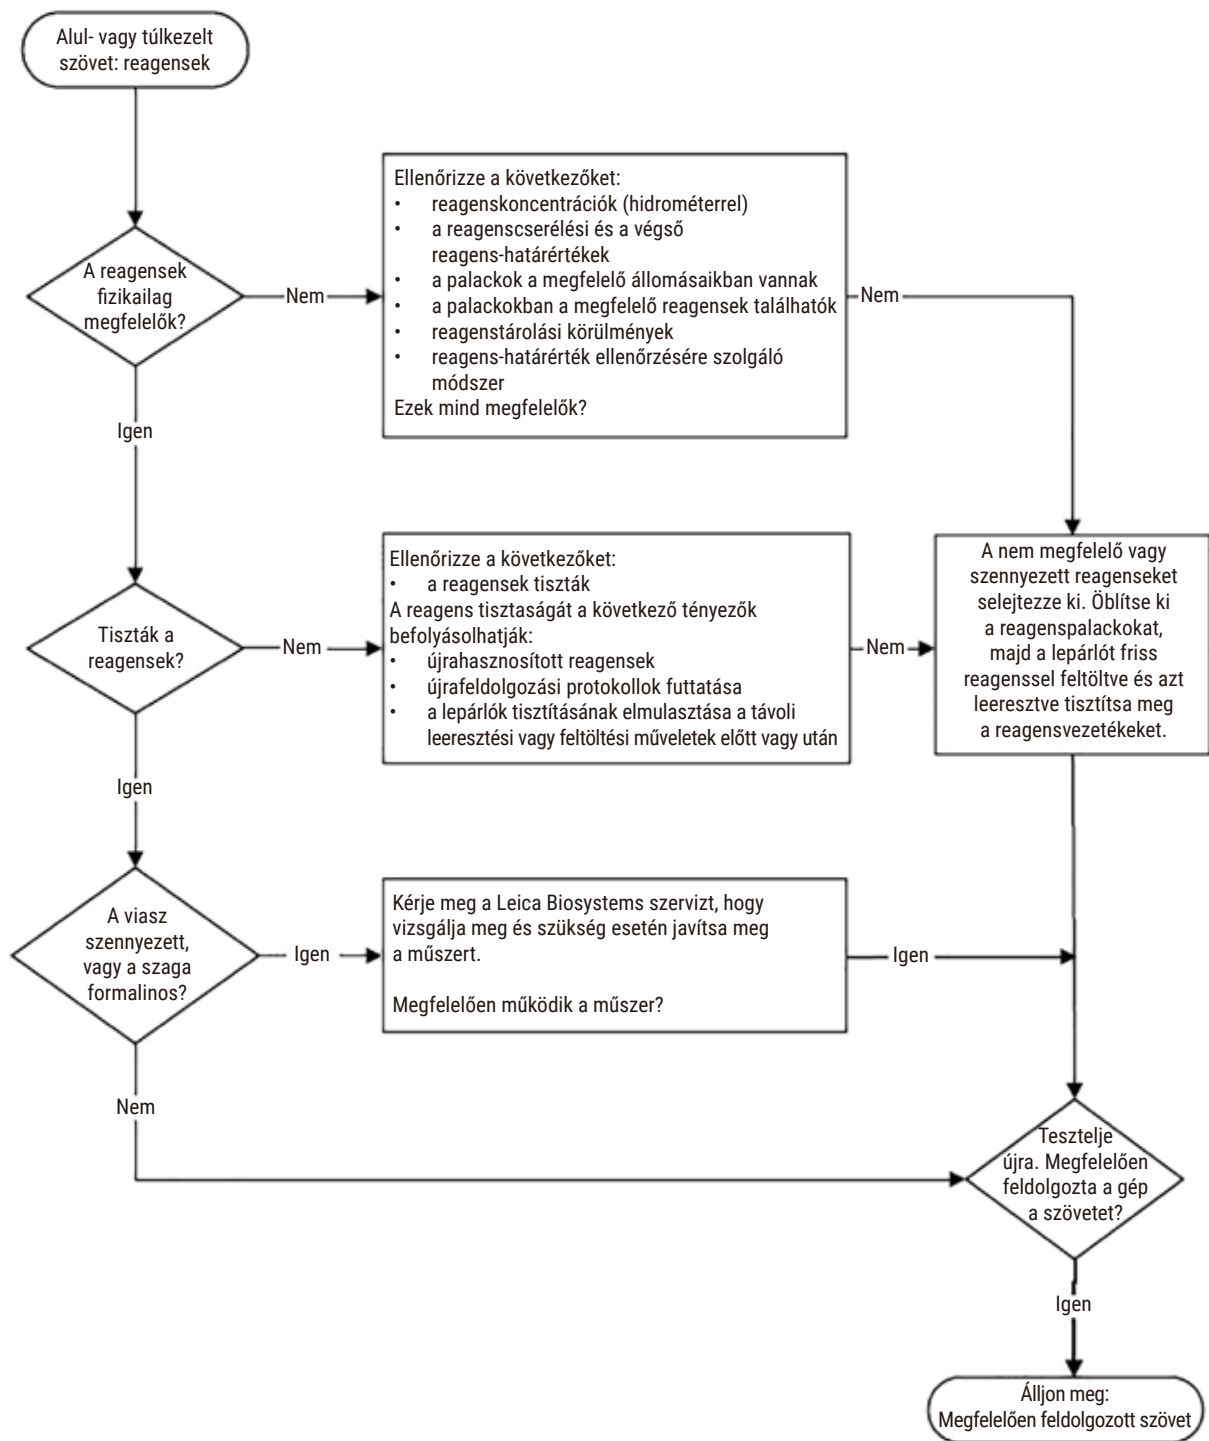 Alul- vagy túlkezelt
szövet: reagensek
Ellenőrizze a következőket:
• reagenskoncentrációk (hidrométerrel)
• a reagenscserélési és a végső
reagens-határértékek
• a palackok a megfelelő állomásaikban vannak
• a palackokban a megfelelő reagensek találhatók
• reagenstárolási körülmények
• reagens-határérték ellenőrzésére szolgáló
módszer
Ezek mind megfelelők?
A reagensek
fizikailag
megfelelők?
Nem
Nem
Igen
Ellenőrizze a következőket:
• a reagensek tiszták
A reagens tisztaságát a következő tényezők
befolyásolhatják:
• újrahasznosított reagensek
• újrafeldolgozási protokollok futtatása
• a lepárlók tisztításának elmulasztása a távoli
leeresztési vagy feltöltési műveletek előtt vagy után
A nem megfelelő vagy
szennyezett reagenseket
selejtezze ki. Öblítse ki
a reagenspalackokat,
majd a lepárlót friss
reagenssel feltöltve és azt
leeresztve tisztítsa meg
a reagensvezetékeket.
Tiszták a
reagensek?
Nem
Nem
Igen
A viasz
szennyezett,
vagy a szaga
formalinos?
Igen
Kérje meg a Leica Biosystems szervizt, hogy
vizsgálja meg és szükség esetén javítsa meg
a műszert.
Megfelelően működik a műszer?
Igen
Nem
Tesztelje
újra. Megfelelően
feldolgozta a gép
a szövetet?
Igen
Álljon meg:
Megfelelően feldolgozott szövet